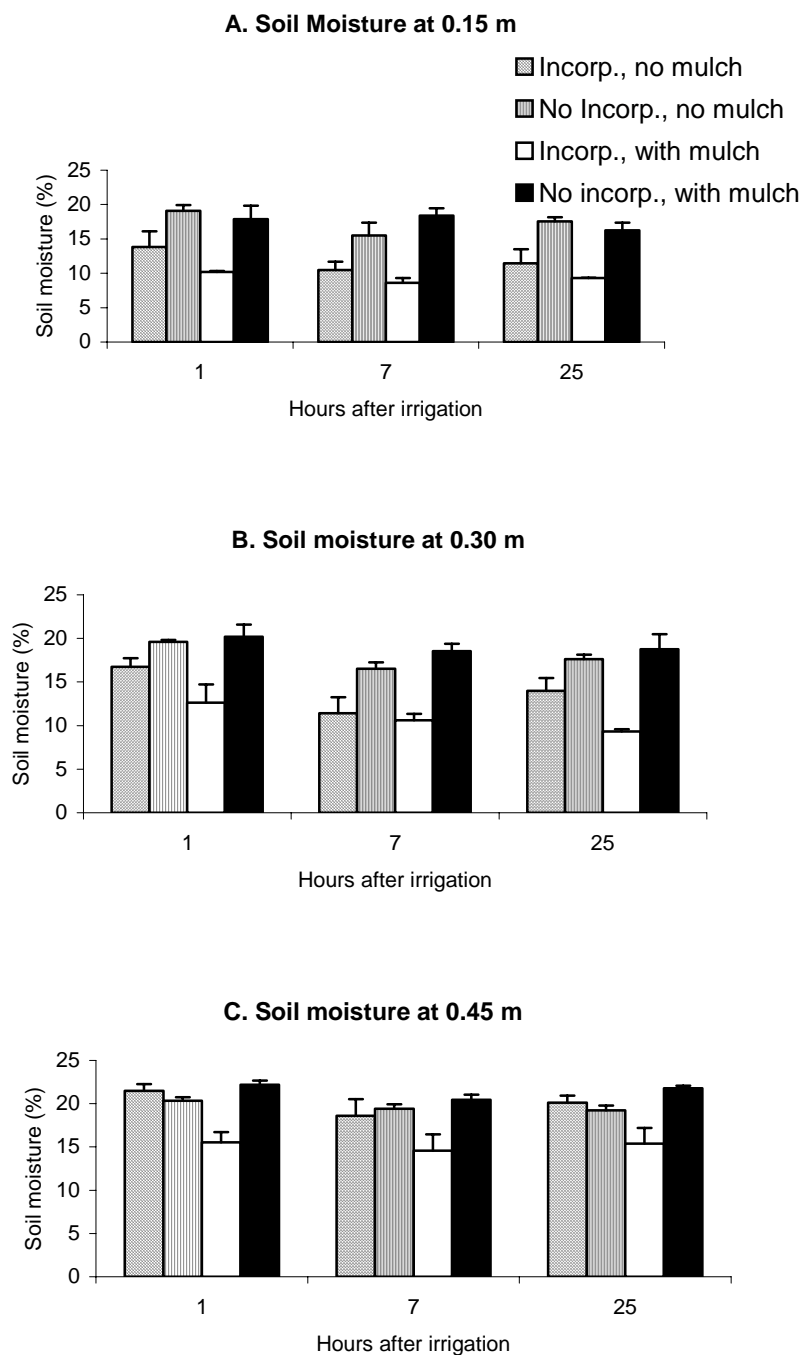 A. Soil Moisture at 0.15 m
Incorp., no mulch
No Incorp., no mulch
Incorp., with mulch
No incorp., with mulch
Soil moisture (%)
25
20
15
10
5
0
1 7 25
Hours after irrigation
B. Soil moisture at 0.30 m
Soil moisture (%)
25
20
15
10
5
0
1 7 25
Hours after irrigation
C. Soil moisture at 0.45 m
Soil moisture (%)
25
20
15
10
5
0
1 7 25
Hours after irrigation